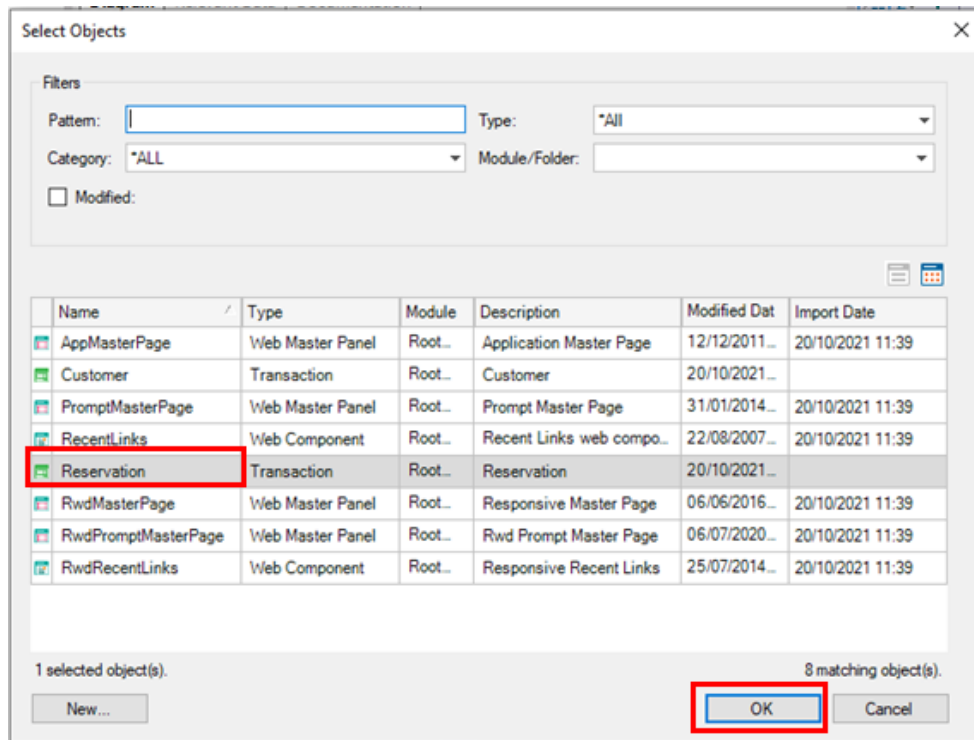 Select Objects
Filters
Pattern:
Type: *All
Category: *ALL
Module/Folder:
Modified:
Name Type Module Description Modified Dat Import Date
AppMasterPage Web Master Panel Root... Application Master Page 12/12/2011... 20/10/2021 11:39
Customer Transaction Root... Customer 20/10/2021...
PromptMasterPage Web Master Panel Root... Prompt Master Page 31/01/2014... 20/10/2021 11:39
RecentLinks Web Component Root... Recent Links web compo... 22/08/2007... 20/10/2021 11:39
Reservation Transaction Root... Reservation 20/10/2021...
RwdMasterPage Web Master Panel Root... Responsive Master Page 06/06/2016... 20/10/2021 11:39
RwdPromptMasterPage Web Master Panel Root... Rwd Prompt Master Page 06/07/2020... 20/10/2021 11:39
RwdRecentLinks Web Component Root... Responsive Recent Links 25/07/2014... 20/10/2021 11:39
1 selected object(s). 8 matching object(s).
New... OK Cancel